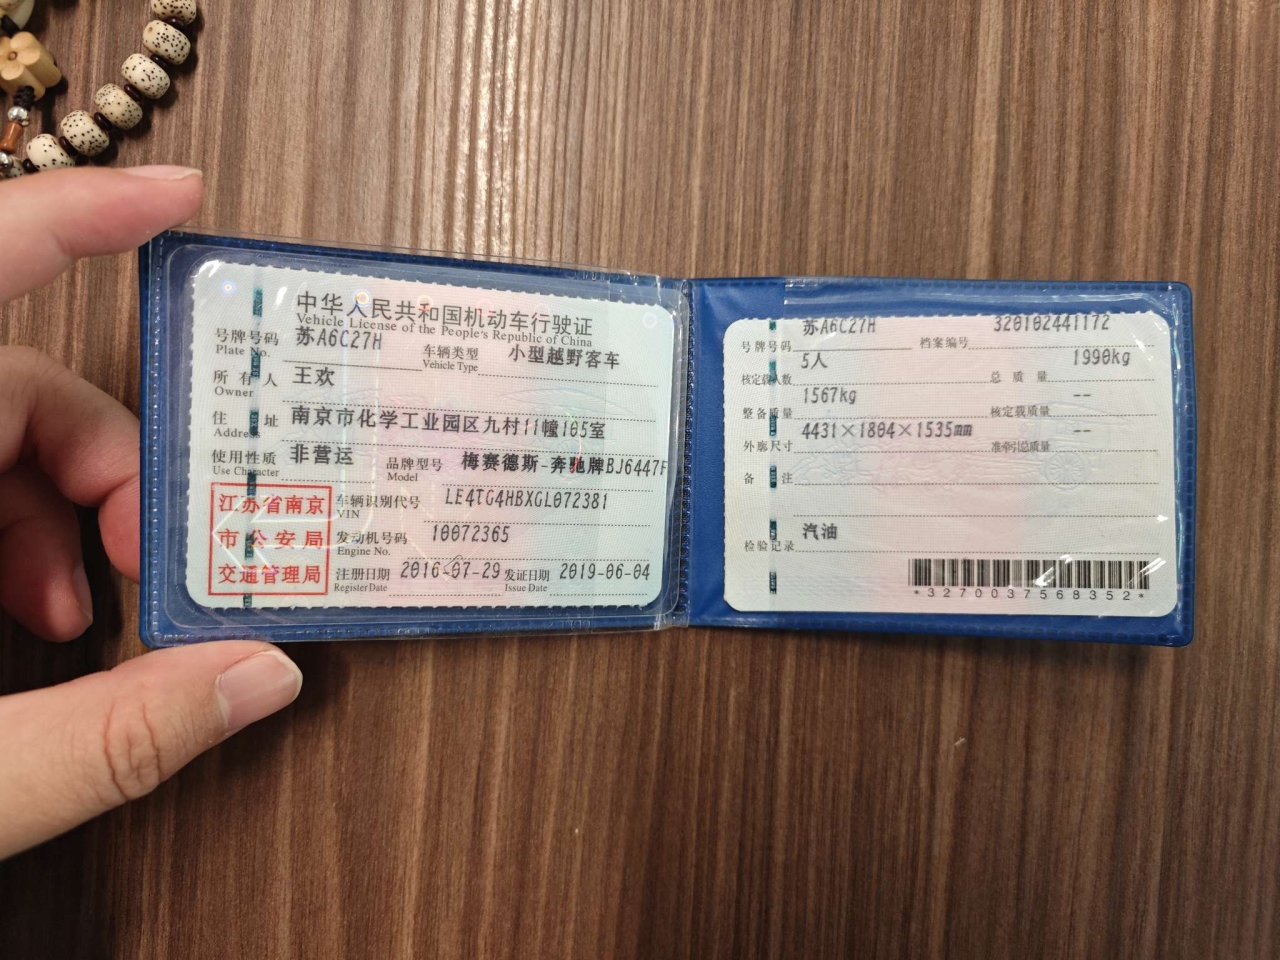 中华人民共和国机动车行驶证
Vehicle License of the People's Republic of China
号牌号码 苏A6C27H 车辆类型 小型越野客车
Plate No. Vehicle Type
所有人 王欢
Owner
住址 南京市化学工业园区九村11幢105室
Address
使用性质 非营运 品牌型号 梅赛德斯-奔驰牌BJ6447F
Use Character Model
江苏省南京
市公安局
交通管理局
车辆识别代号 LE4TG4HBXGL072381
VIN
发动机号码 10072365
Engine No.
注册日期 2016-07-29 发证日期 2019-06-04
Register Date Issue Date
号牌号码 苏A6C27H 档案编号 320102441172
核定载人数 5人 总质量 1990kg
整备质量 1567kg 核定载质量 --
外廓尺寸 4431×1804×1535mm 准牵引总质量 --
备注
检验记录 汽油
*3270037568352*